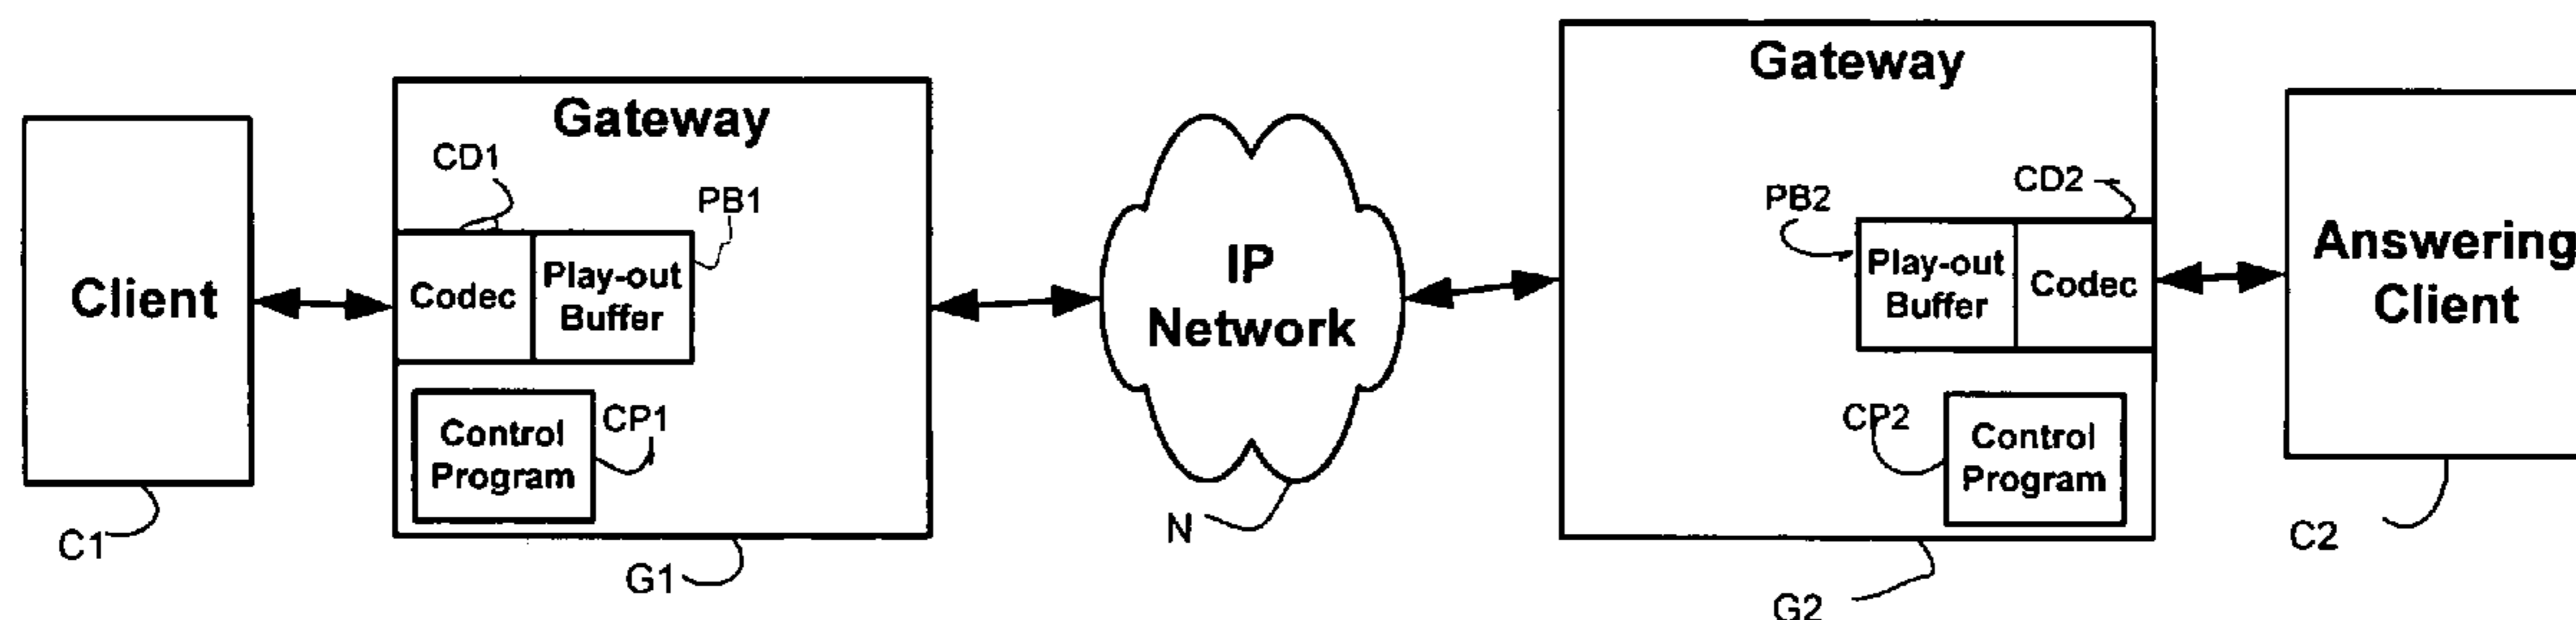 Client
C1
Gateway
CD1
PB1
Codec
Play-out
Buffer
Control
Program
CP1
G1
IP
Network
N
Gateway
CD2
PB2
Play-out
Buffer
Codec
CP2
Control
Program
G2
Answering
Client
C2